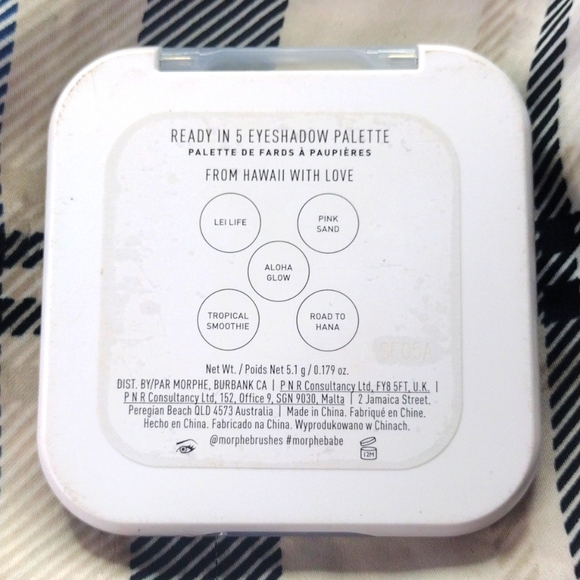 READY IN 5 EYESHADOW PALETTE
PALETTE DE FARDS À PAUPIÈRES
FROM HAWAII WITH LOVE
LEI LIFE
PINK
SAND
ALOHA
GLOW
TROPICAL
SMOOTHIE
ROAD TO
HANA
SE05A
Net Wt. / Poids Net 5.1 g / 0.179 oz.
DIST. BY/PAR MORPHE, BURBANK CA | P N R Consultancy Ltd, FY8 5FT, U.K. |
P N R Consultancy Ltd, 152, Office 9, SGN 9030, Malta | 2 Jamaica Street,
Peregian Beach QLD 4573 Australia | Made in China. Fabriqué en Chine.
Hecho en China. Fabricado na China. Wyprodukowano w Chinach.
@morphebrushes #morphebabe
12M